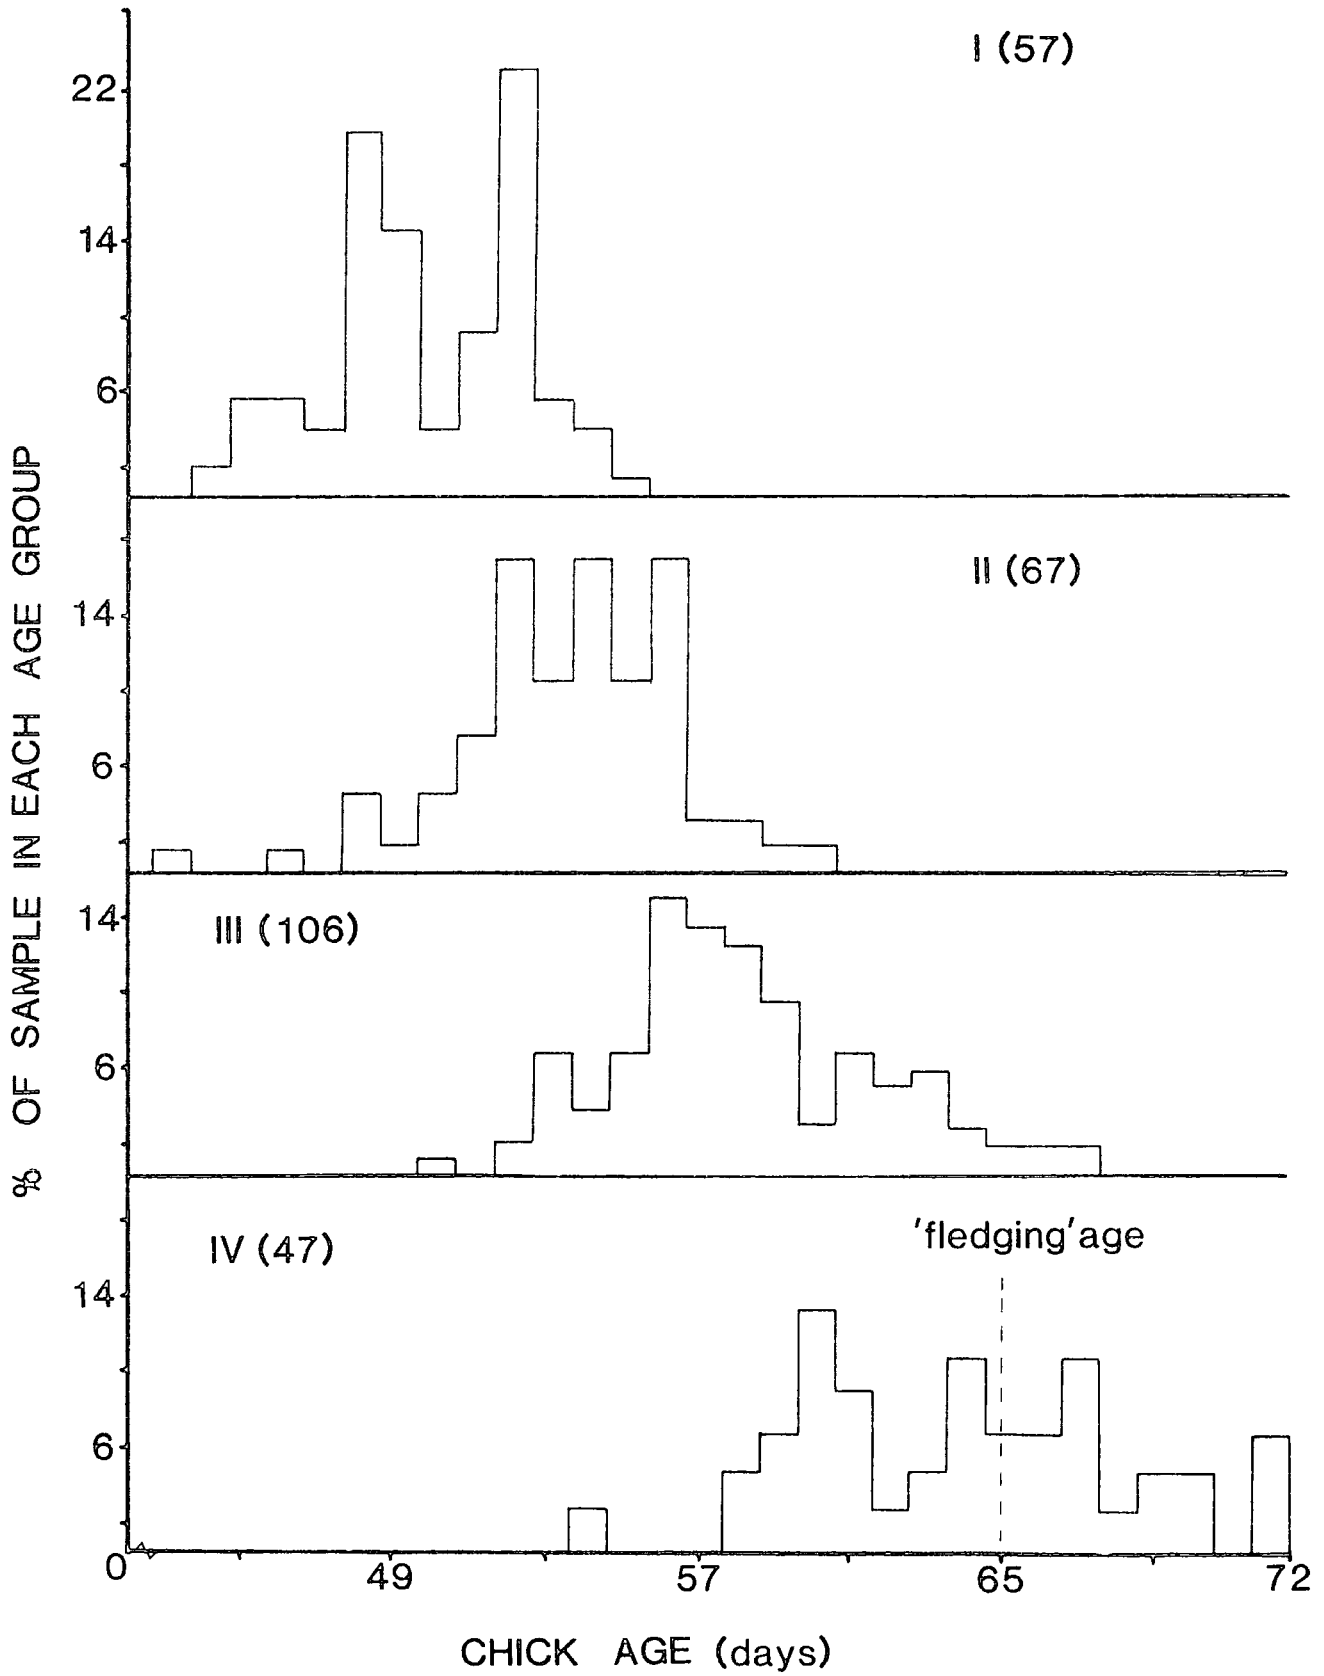 I (57)
22
14
6
II (67)
14
6
III (106)
14
6
IV (47)
'fledging' age
14
6
0
49
57
65
72
CHICK AGE (days)
% OF SAMPLE IN EACH AGE GROUP